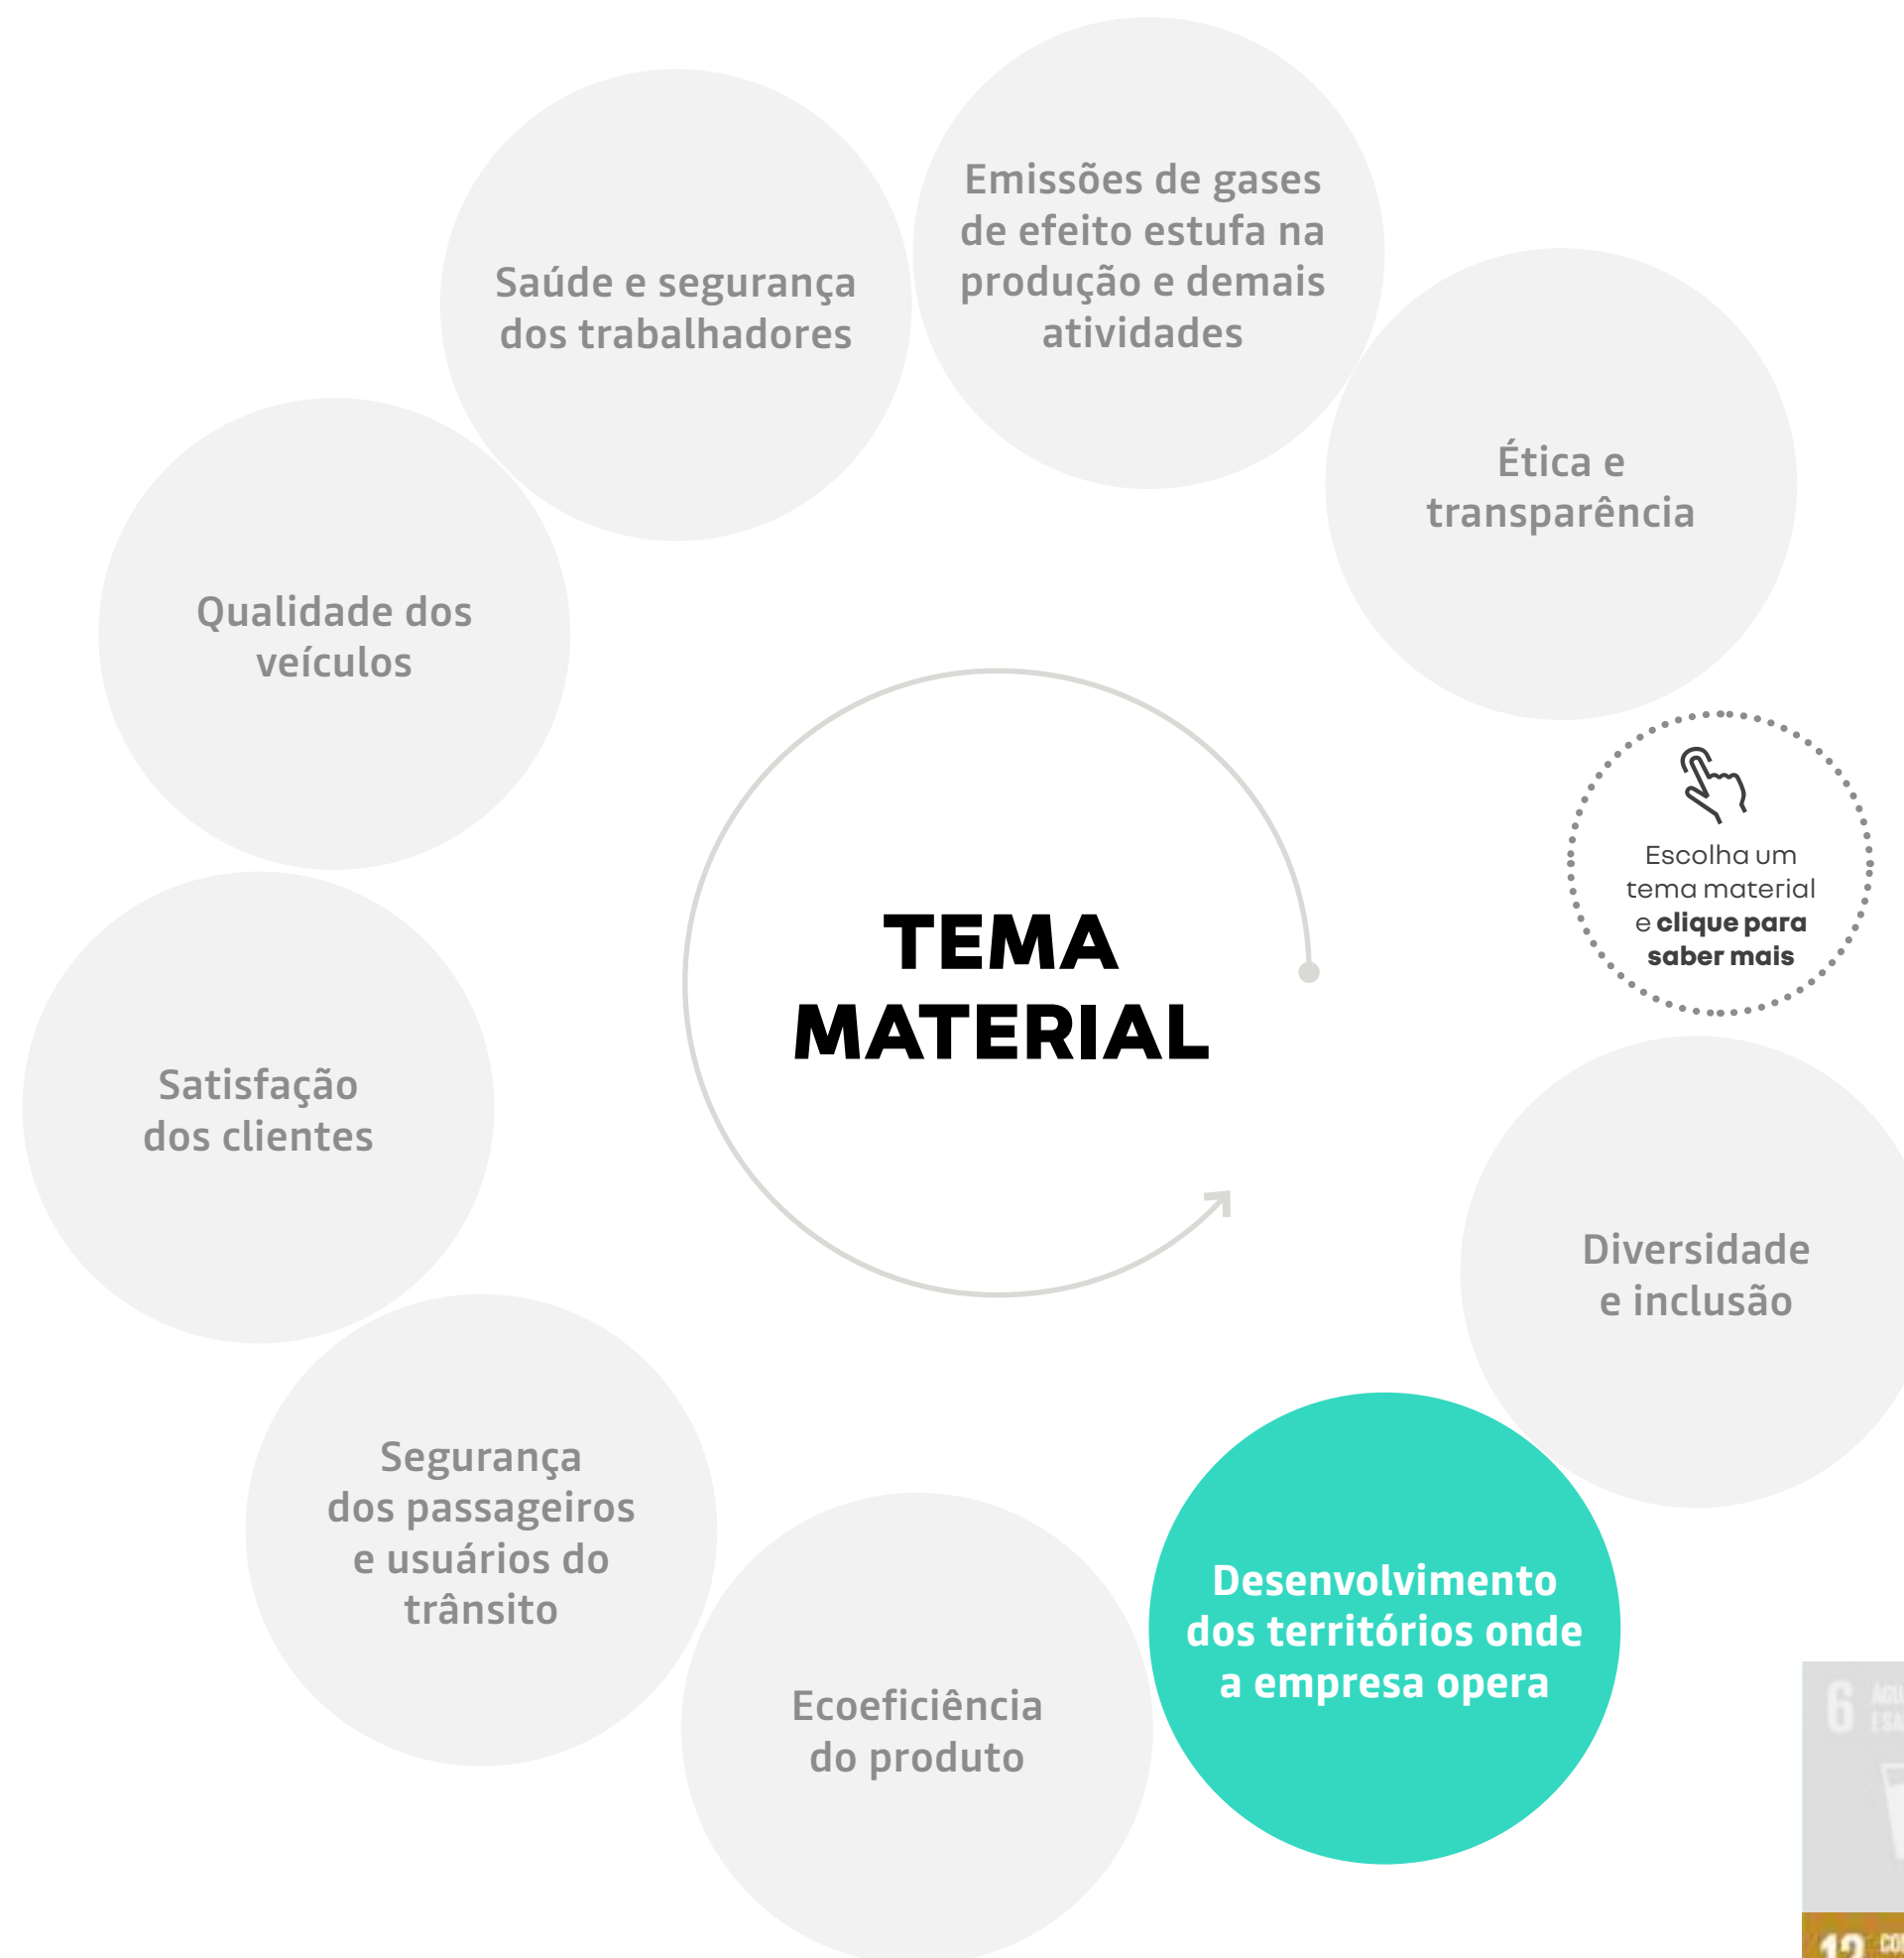 Emissões de gases
de efeito estufa na
produção e demais
atividades
Saúde e segurança
dos trabalhadores
Ética e
transparência
Qualidade dos
veículos
Escolha um
tema material
e clique para
saber mais
TEMA
MATERIAL
Satisfação
dos clientes
Diversidade
e inclusão
Segurança
dos passageiros
e usuários do
trânsito
Desenvolvimento
dos territórios onde
a empresa opera
Ecoeficiência
do produto
6
12